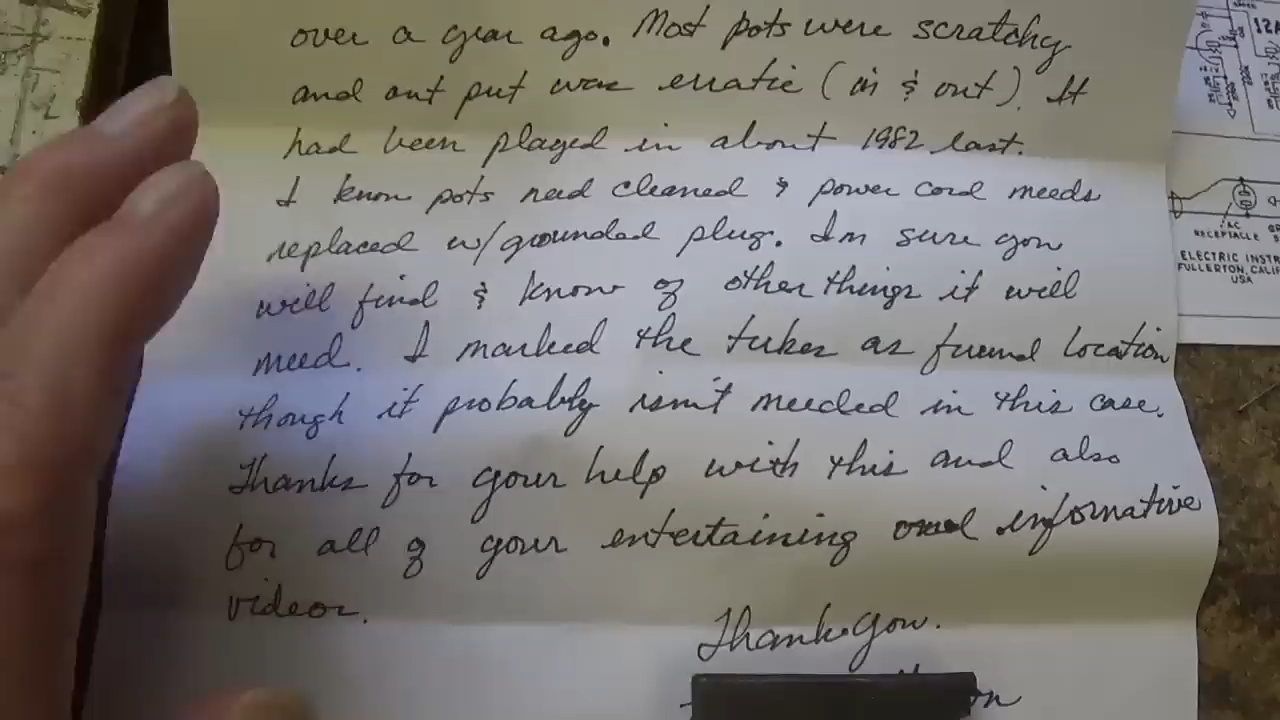 over a year ago. Most pots were scratchy
and out put was erratic (in & out). It
had been played in about 1982 last.
I know pots need cleaned & power cord needs
replaced w/grounded plug. Im sure you
will find & know of other things it will
need. I marked the tubes as found location
though it probably isn't needed in this case.
Thanks for your help with this and also
for all of your entertaining and informative
videos.
Thank you.
12A
AC
RECEPTACLE
ELECTRIC INSTR
FULLERTON, CALIF
USA